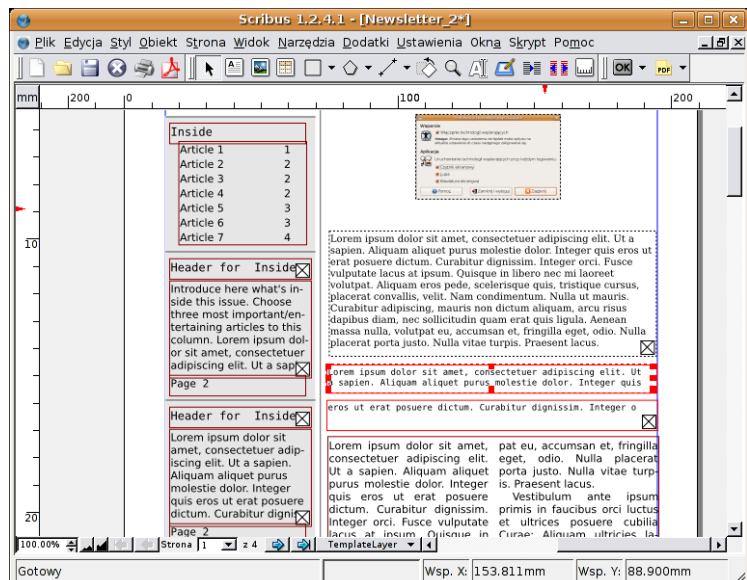 Scribus 1.2.4.1 - [Newsletter_2*]
Plik Edycja Styl Obiekt Strona Widok Narzędzia Dodatki Ustawienia Okna Skrypt Pomoc
OK PDF
mm 200 0 100 200
Inside
Article 1 1
Article 2 2
Article 3 2
Article 4 2
Article 5 3
Article 6 3
Article 7 4
10
Header for Inside
Introduce here what's in-
side this issue. Choose
three most important/en-
tertaining articles to this
column. Lorem ipsum dol-
or sit amet, consectetuer
adipiscing elit. Ut a sap
Page 2
Header for Inside
Lorem ipsum dolor sit
amet, consectetuer adip-
iscing elit. Ut a sapien.
Aliquam aliquet purus
molestie dolor. Integer
quis eros ut erat posuere
dictum. Curabitur dignis
Page 2
20
Wsparcie
Aplikacje
Pomoc
Lorem ipsum dolor sit amet, consectetuer adipiscing elit. Ut a
sapien. Aliquam aliquet purus molestie dolor. Integer quis eros ut
erat posuere dictum. Curabitur dignissim. Integer orci. Fusce
vulputate lacus at ipsum. Quisque in libero nec mi laoreet
volutpat. Aliquam eros pede, scelerisque quis, tristique cursus,
placerat convallis, velit. Nam condimentum. Nulla ut mauris.
Curabitur adipiscing, mauris non dictum aliquam, arcu risus
dapibus diam, nec sollicitudin quam erat quis ligula. Aenean
massa nulla, volutpat eu, accumsan et, fringilla eget, odio. Nulla
placerat porta justo. Nulla vitae turpis. Praesent lacus.
Lorem ipsum dolor sit amet, consectetuer adipiscing elit. Ut
a sapien. Aliquam aliquet purus molestie dolor. Integer quis
eros ut erat posuere dictum. Curabitur dignissim. Integer o
Lorem ipsum dolor sit amet,
consectetuer adipiscing elit.
Ut a sapien. Aliquam aliquet
purus molestie dolor. Integer
quis eros ut erat posuere
dictum. Curabitur dignissim.
Integer orci. Fusce vulputate
lacus at ipsum. Quisque in
pat eu, accumsan et, fringilla
eget, odio. Nulla placerat
porta justo. Nulla vitae turp-
is. Praesent lacus.
Vestibulum ante ipsum
primis in faucibus orci luctus
et ultrices posuere cubilia
Curae; Aliquam ultricies la-
100.00% Strona 1 z 4 TemplateLayer
Gotowy Wsp. X: 153.811mm Wsp. Y: 88.900mm